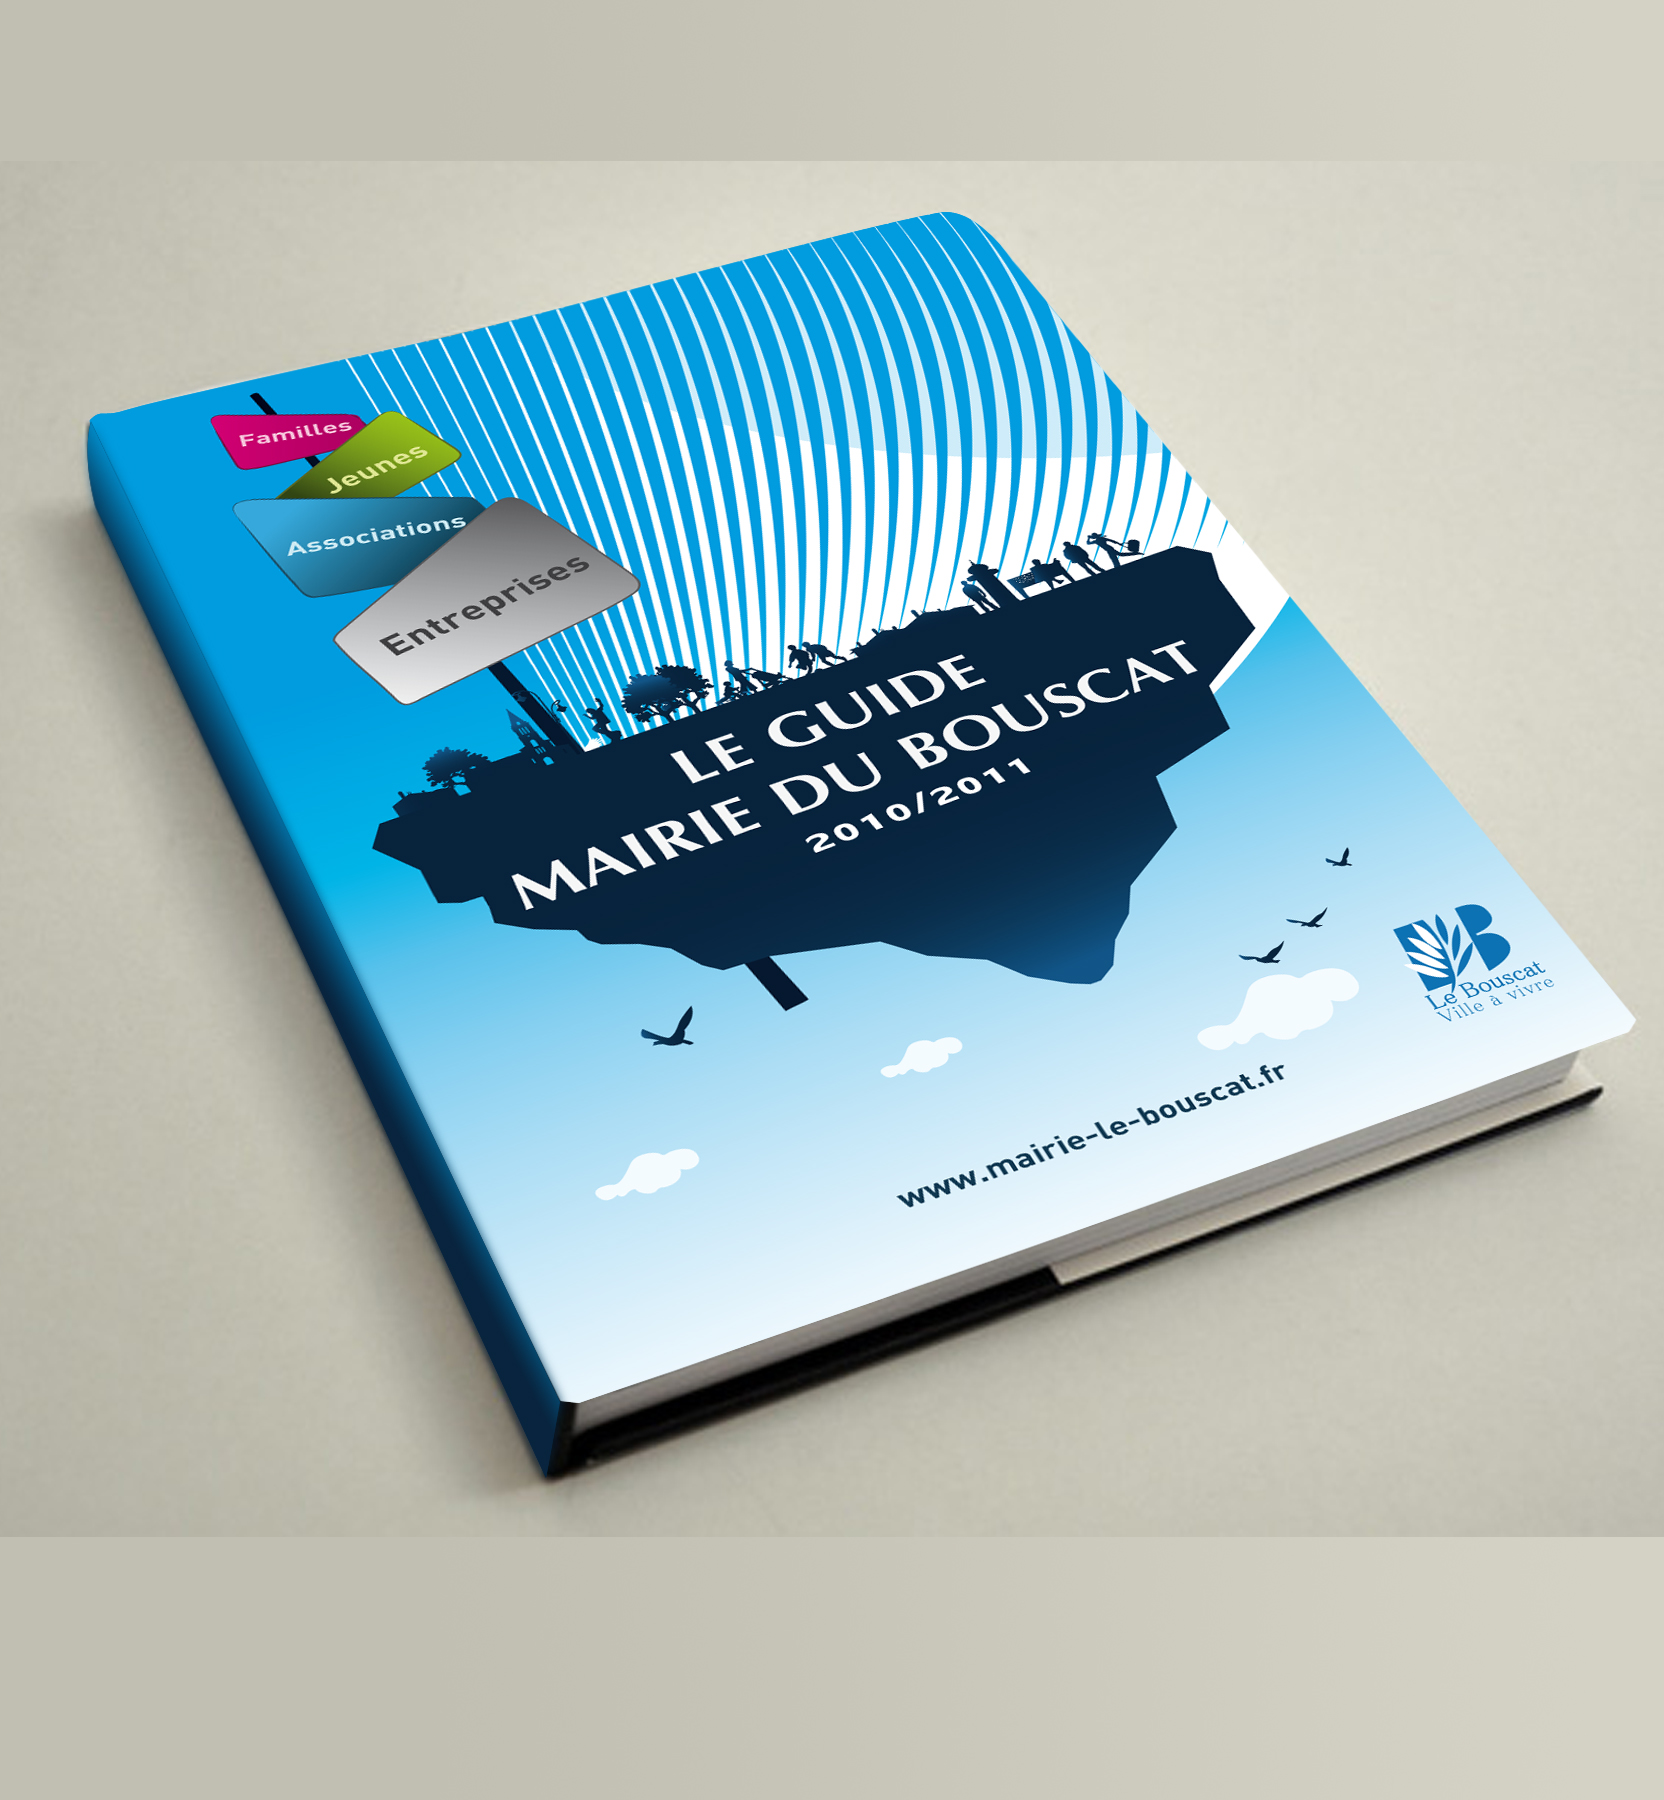 Familles
Jeunes
Associations
Entreprises
LE GUIDE
MAIRIE DU BOUSCAT
2010/2011
B
Le Bouscat
Ville à vivre
www.mairie-le-bouscat.fr